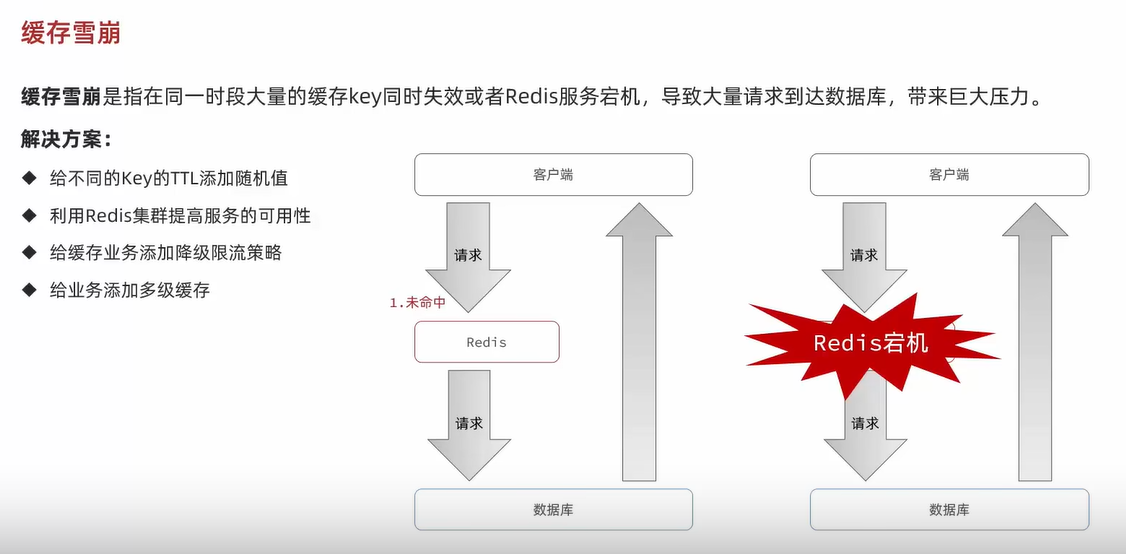 缓存雪崩
缓存雪崩是指在同一时段大量的缓存key同时失效或者Redis服务宕机，导致大量请求到达数据库，带来巨大压力。
解决方案：
◆ 给不同的Key的TTL添加随机值
◆ 利用Redis集群提高服务的可用性
◆ 给缓存业务添加降级限流策略
◆ 给业务添加多级缓存
客户端
请求
1.未命中
Redis
请求
数据库
客户端
请求
Redis宕机
请求
数据库